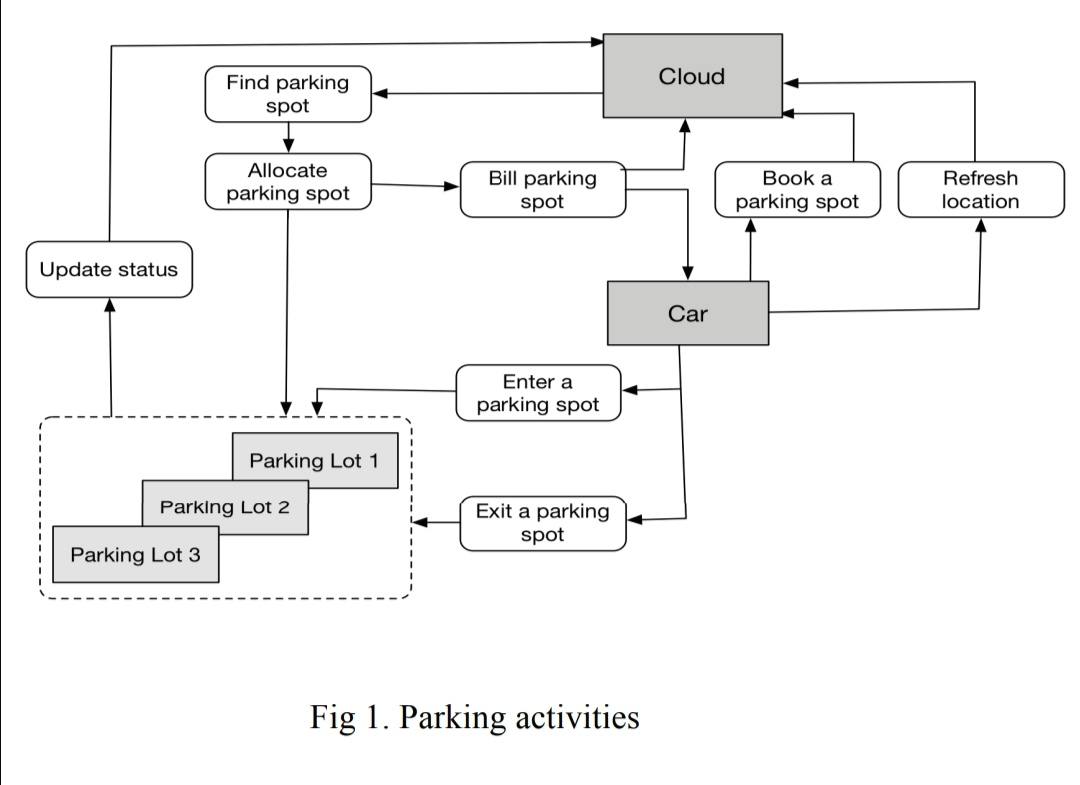 Cloud
Find parking
spot
Allocate
parking spot
Bill parking
spot
Book a
parking spot
Refresh
location
Update status
Car
Enter a
parking spot
Parking Lot 1
Parking Lot 2
Parking Lot 3
Exit a parking
spot
Fig 1. Parking activities